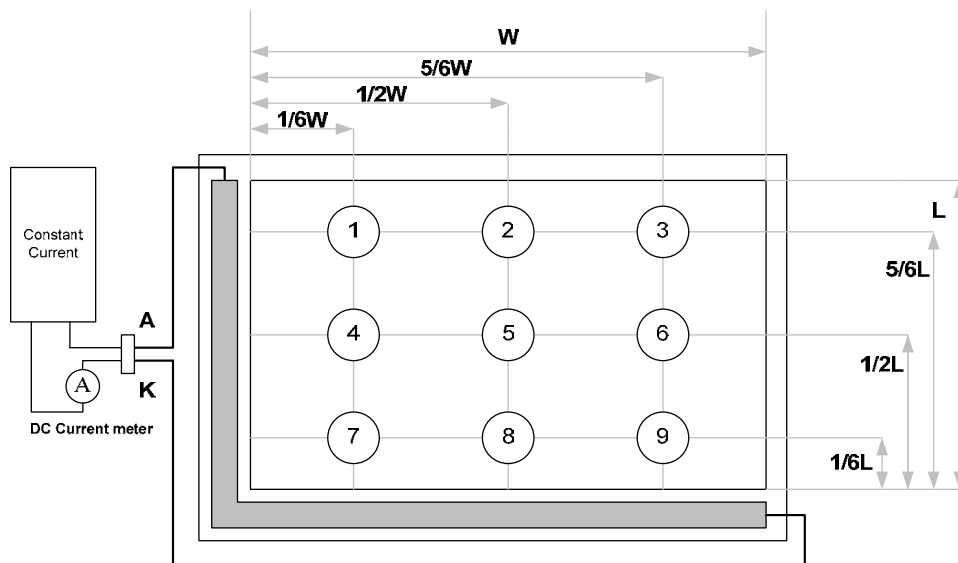 W
5/6W
1/2W
1/6W
L
5/6L
1/2L
1/6L
1
2
3
4
5
6
7
8
9
Constant
Current
A
K
A
DC Current meter